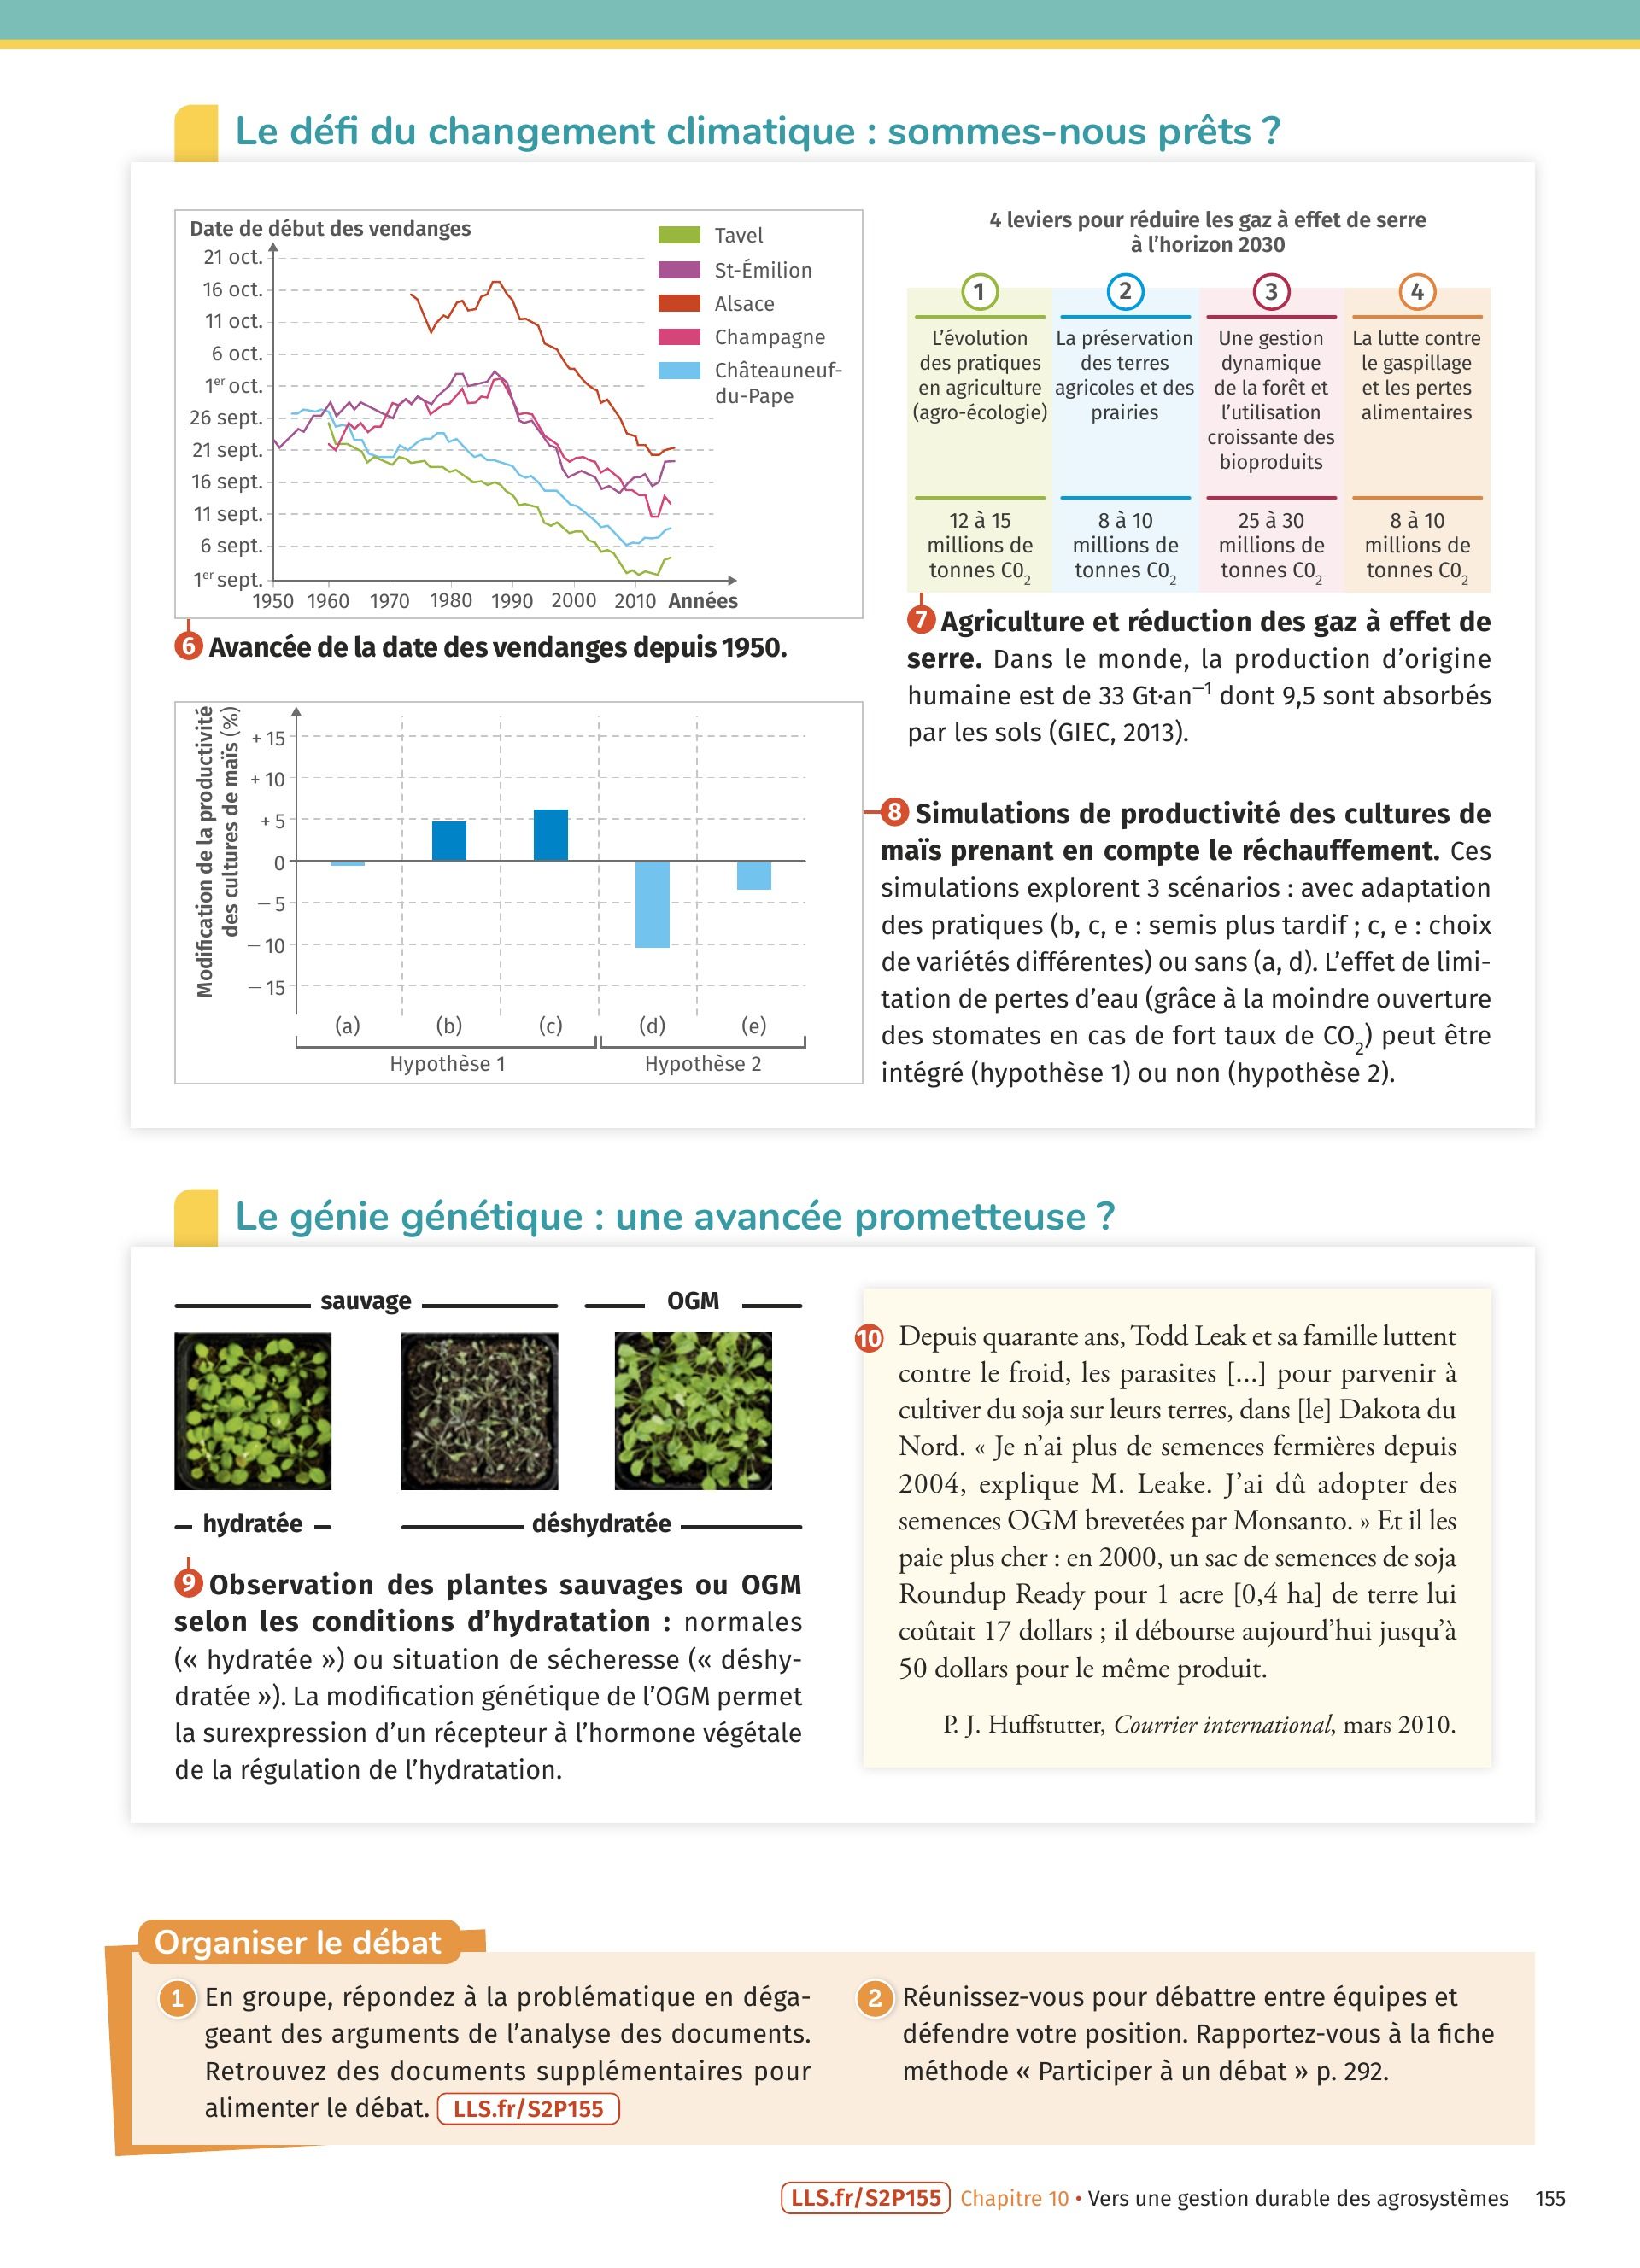 Le défi du changement climatique : sommes-nous prêts ?
Date de début des vendanges
21 oct.
16 oct.
11 oct.
6 oct.
1er oct.
26 sept.
21 sept.
16 sept.
11 sept.
6 sept.
1er sept.
1950 1960 1970 1980 1990 2000 2010 Années
Tavel
St-Émilion
Alsace
Champagne
Châteauneuf-
du-Pape
6 Avancée de la date des vendanges depuis 1950.
4 leviers pour réduire les gaz à effet de serre
à l’horizon 2030
1
L’évolution
des pratiques
en agriculture
(agro-écologie)
12 à 15
millions de
tonnes C02
2
La préservation
des terres
agricoles et des
prairies
8 à 10
millions de
tonnes C02
3
Une gestion
dynamique
de la forêt et
l’utilisation
croissante des
bioproduits
25 à 30
millions de
tonnes C02
4
La lutte contre
le gaspillage
et les pertes
alimentaires
8 à 10
millions de
tonnes C02
7 Agriculture et réduction des gaz à effet de
serre. Dans le monde, la production d’origine
humaine est de 33 Gt·an–1 dont 9,5 sont absorbés
par les sols (GIEC, 2013).
Modification de la productivité
des cultures de maïs (%)
+ 15
+ 10
+ 5
0
— 5
— 10
— 15
(a) (b) (c) (d) (e)
Hypothèse 1 Hypothèse 2
8 Simulations de productivité des cultures de
maïs prenant en compte le réchauffement. Ces
simulations explorent 3 scénarios : avec adaptation
des pratiques (b, c, e : semis plus tardif ; c, e : choix
de variétés différentes) ou sans (a, d). L’effet de limi-
tation de pertes d’eau (grâce à la moindre ouverture
des stomates en cas de fort taux de CO2) peut être
intégré (hypothèse 1) ou non (hypothèse 2).
Le génie génétique : une avancée prometteuse ?
sauvage OGM
hydratée déshydratée
9 Observation des plantes sauvages ou OGM
selon les conditions d’hydratation : normales
(« hydratée ») ou situation de sécheresse (« déshy-
dratée »). La modification génétique de l’OGM permet
la surexpression d’un récepteur à l’hormone végétale
de la régulation de l’hydratation.
10 Depuis quarante ans, Todd Leak et sa famille luttent
contre le froid, les parasites [...] pour parvenir à
cultiver du soja sur leurs terres, dans [le] Dakota du
Nord. « Je n’ai plus de semences fermières depuis
2004, explique M. Leake. J’ai dû adopter des
semences OGM brevetées par Monsanto. » Et il les
paie plus cher : en 2000, un sac de semences de soja
Roundup Ready pour 1 acre [0,4 ha] de terre lui
coûtait 17 dollars ; il débourse aujourd’hui jusqu’à
50 dollars pour le même produit.
P. J. Huffstutter, Courrier international, mars 2010.
Organiser le débat
1 En groupe, répondez à la problématique en déga-
geant des arguments de l’analyse des documents.
Retrouvez des documents supplémentaires pour
alimenter le débat. LLS.fr/S2P155
2 Réunissez-vous pour débattre entre équipes et
défendre votre position. Rapportez-vous à la fiche
méthode « Participer à un débat » p. 292.
LLS.fr/S2P155 Chapitre 10 • Vers une gestion durable des agrosystèmes 155